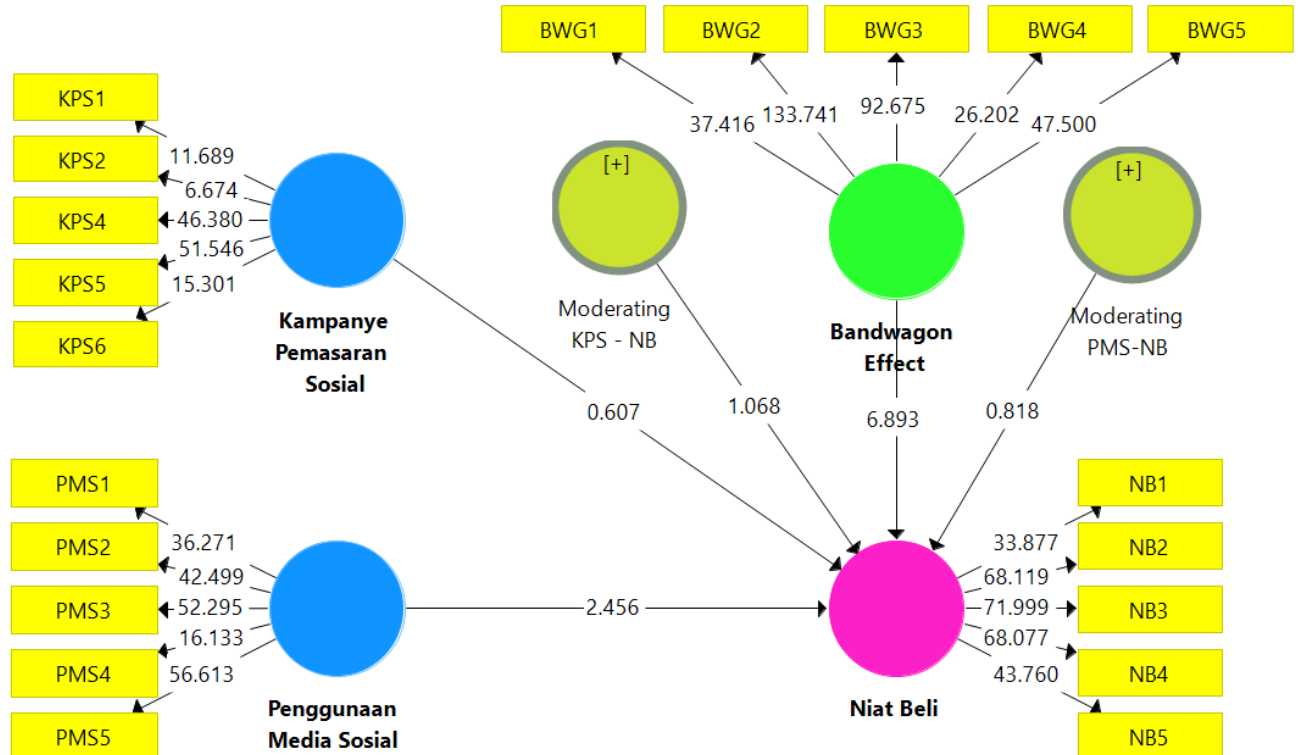 BWG1
BWG2
BWG3
BWG4
BWG5
37.416
133.741
92.675
26.202
47.500
KPS1
KPS2
KPS4
KPS5
KPS6
11.689
6.674
46.380
51.546
15.301
Kampanye
Pemasaran
Sosial
[+]
Moderating
KPS - NB
Bandwagon
Effect
[+]
Moderating
PMS-NB
0.607
1.068
6.893
0.818
PMS1
PMS2
PMS3
PMS4
PMS5
36.271
42.499
52.295
16.133
56.613
Penggunaan
Media Sosial
2.456
Niat Beli
33.877
68.119
71.999
68.077
43.760
NB1
NB2
NB3
NB4
NB5